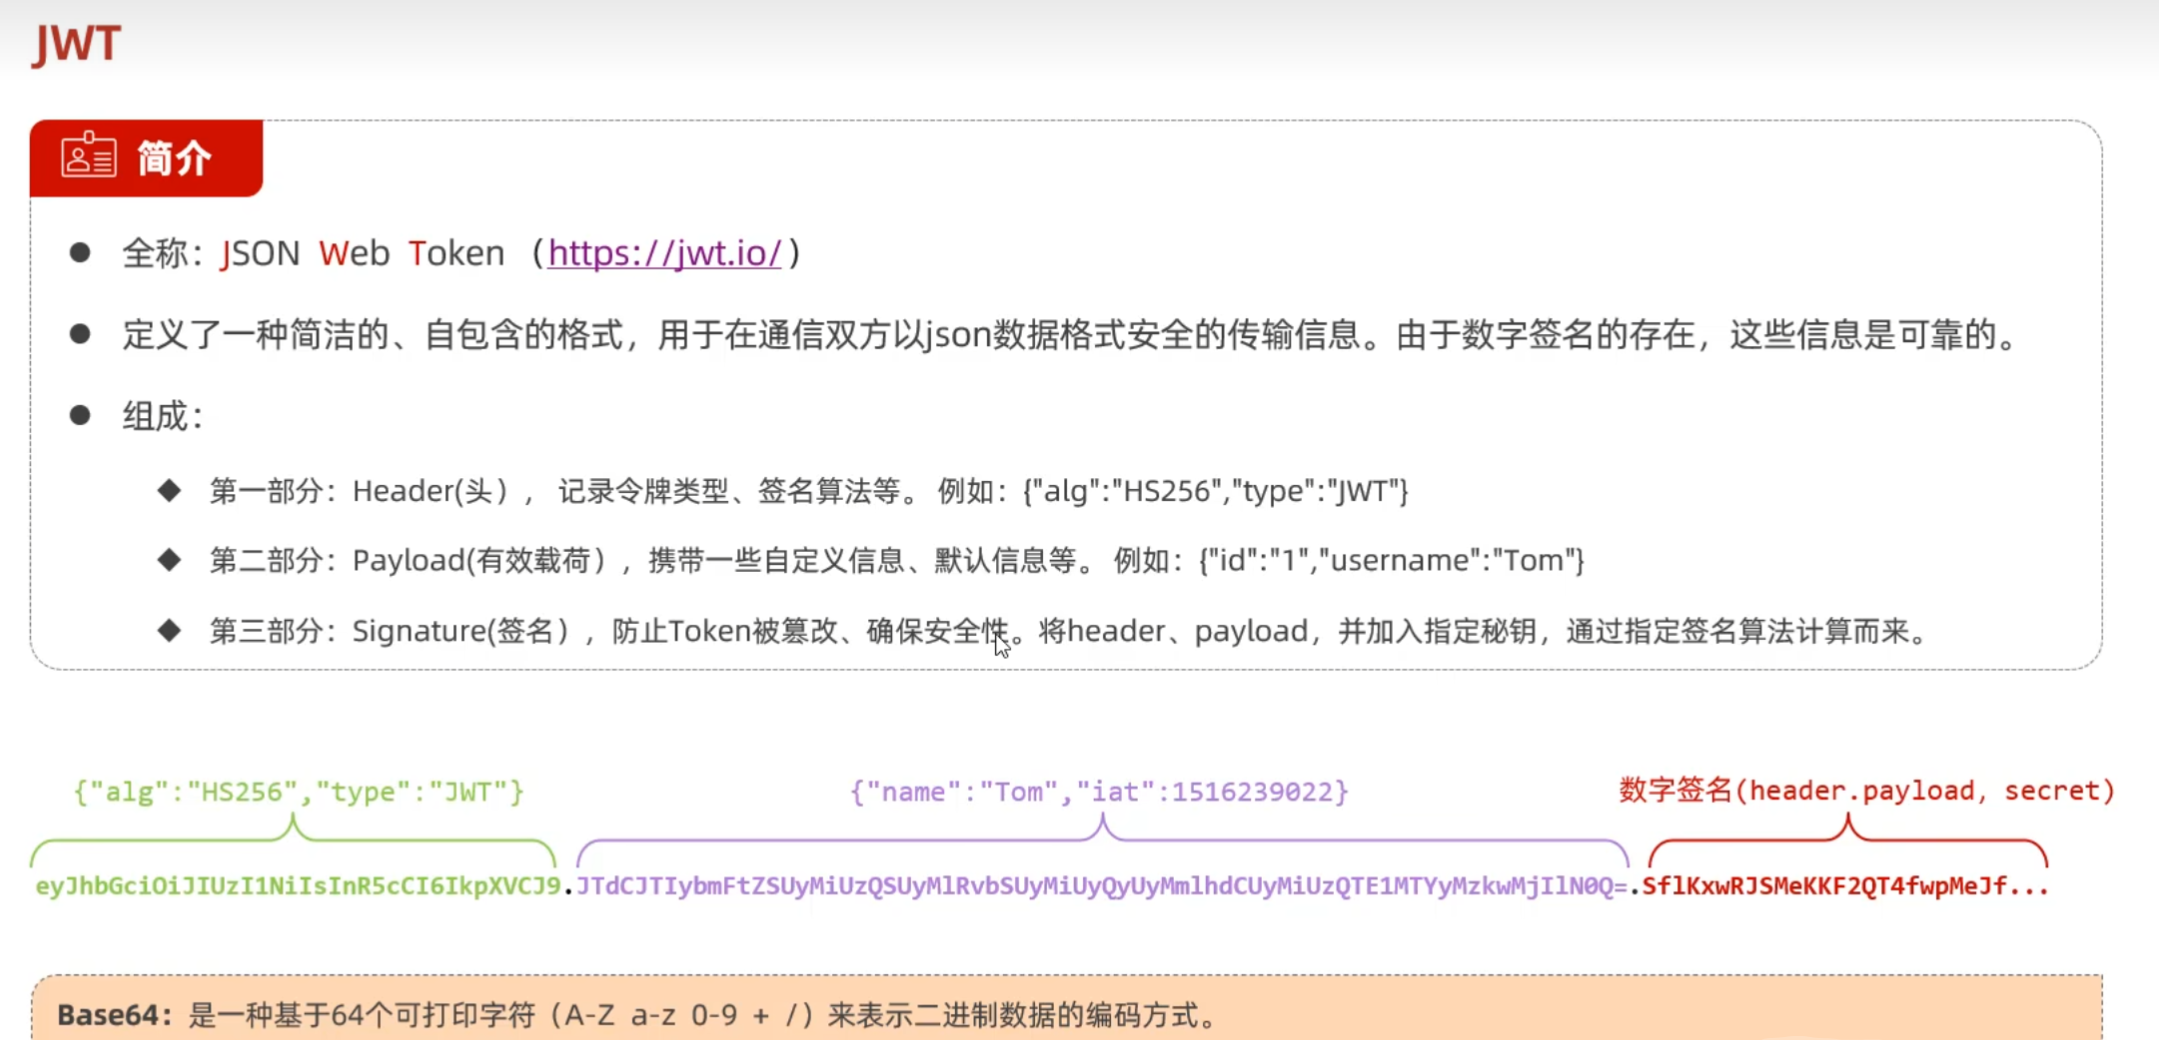 JWT
简介
● 全称：JSON Web Token （https://jwt.io/）
● 定义了一种简洁的、自包含的格式，用于在通信双方以json数据格式安全的传输信息。由于数字签名的存在，这些信息是可靠的。
● 组成：
◆ 第一部分：Header(头）， 记录令牌类型、签名算法等。 例如：{"alg":"HS256","type":"JWT"}
◆ 第二部分：Payload(有效载荷），携带一些自定义信息、默认信息等。 例如：{"id":"1","username":"Tom"}
◆ 第三部分：Signature(签名），防止Token被篡改、确保安全性。将header、payload，并加入指定秘钥，通过指定签名算法计算而来。
{"alg":"HS256","type":"JWT"} {"name":"Tom","iat":1516239022} 数字签名(header.payload, secret)
eyJhbGciOiJIUzI1NiIsInR5cCI6IkpXVCJ9.JTdCJTIybmFtZSUyMiUzQSUyMlRvbSUyMiUyQyUyMmlhdCUyMiUzQTE1MTYyMzkwMjIlN0Q=.SflKxwRJSMeKKF2QT4fwpMeJf...
Base64：是一种基于64个可打印字符（A-Z a-z 0-9 + /）来表示二进制数据的编码方式。